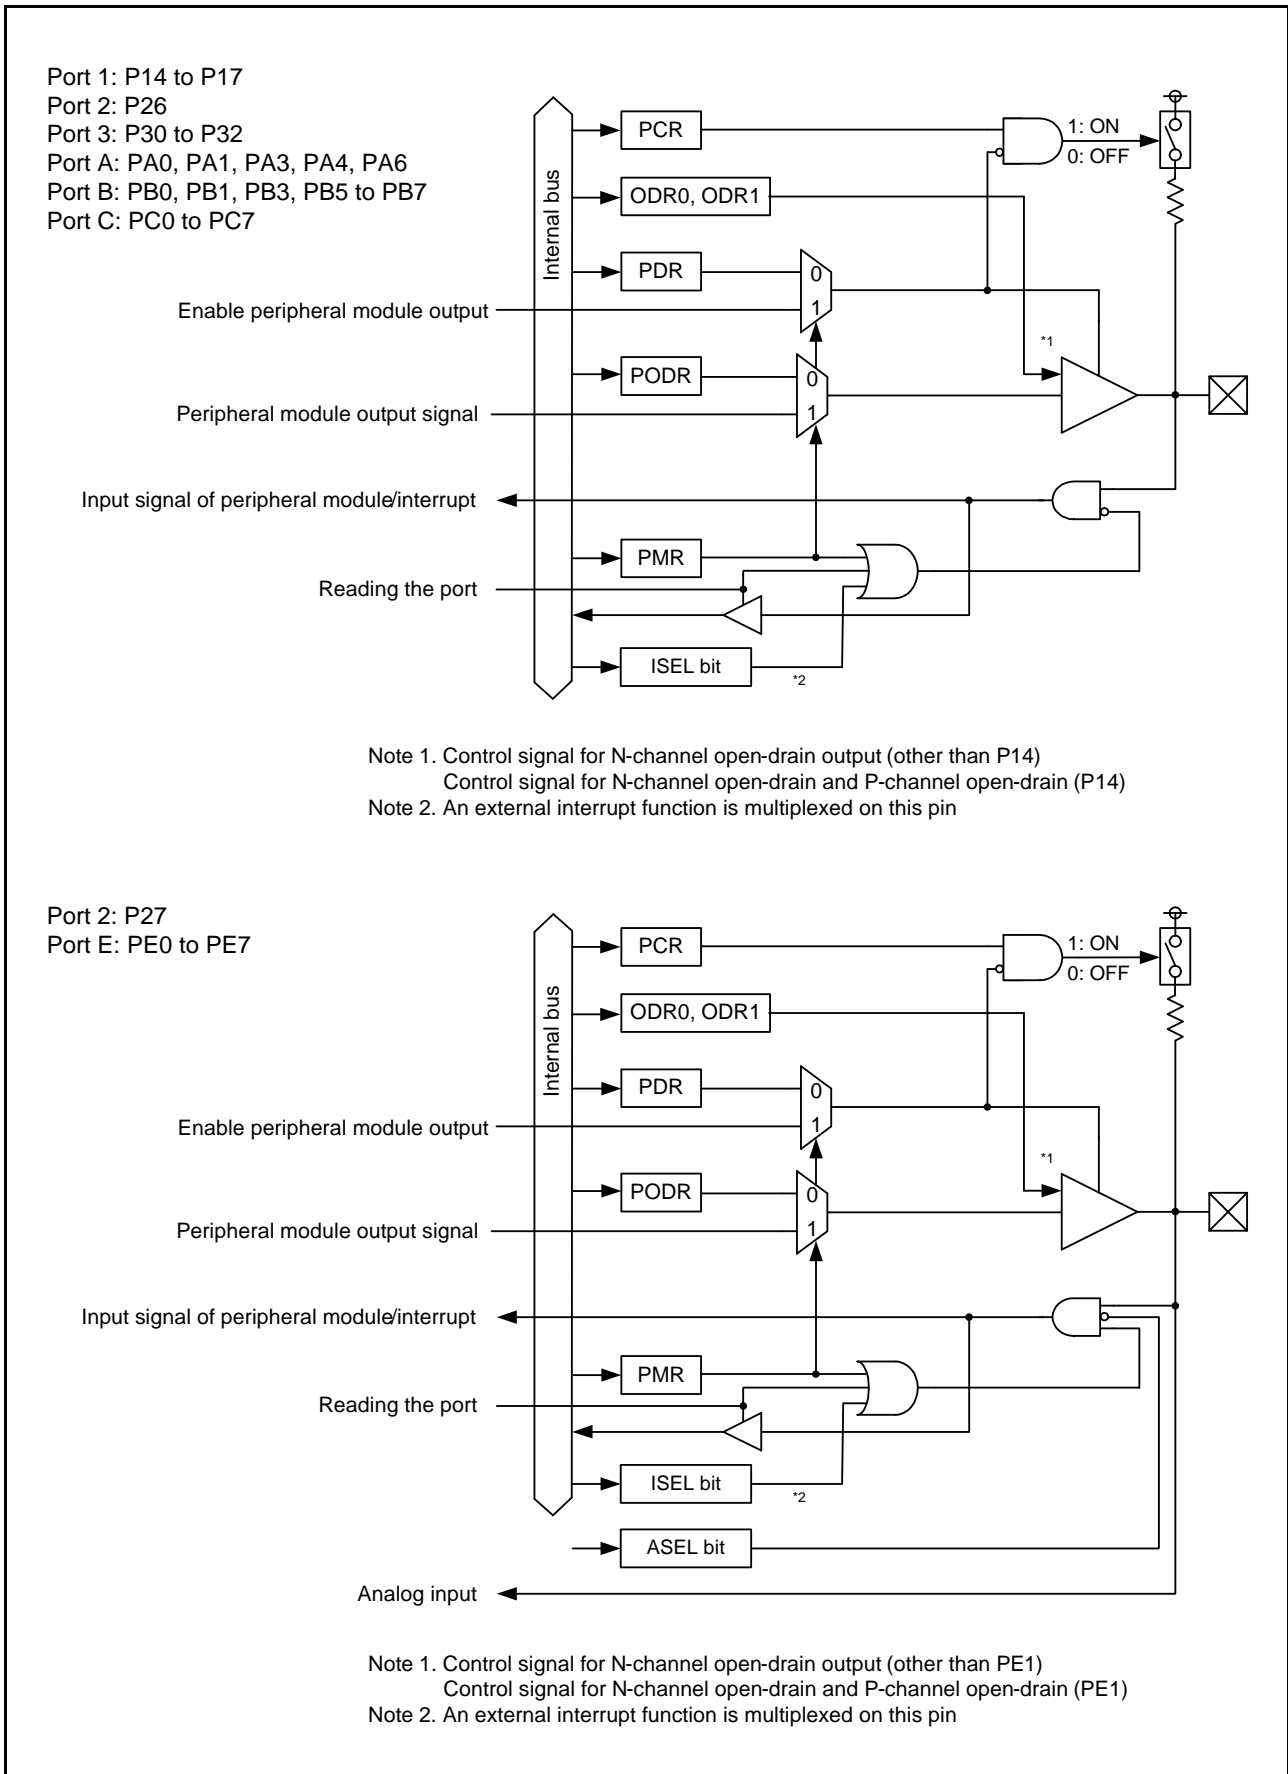 Port 1: P14 to P17
Port 2: P26
Port 3: P30 to P32
Port A: PA0, PA1, PA3, PA4, PA6
Port B: PB0, PB1, PB3, PB5 to PB7
Port C: PC0 to PC7
Internal bus
PCR
1: ON
0: OFF
ODR0, ODR1
PDR
0
Enable peripheral module output
1
*1
PODR
0
Peripheral module output signal
1
Input signal of peripheral module/interrupt
PMR
Reading the port
ISEL bit
*2
Note 1. Control signal for N-channel open-drain output (other than P14)
Control signal for N-channel open-drain and P-channel open-drain (P14)
Note 2. An external interrupt function is multiplexed on this pin
Port 2: P27
Port E: PE0 to PE7
Internal bus
PCR
1: ON
0: OFF
ODR0, ODR1
PDR
0
Enable peripheral module output
1
*1
PODR
0
Peripheral module output signal
1
Input signal of peripheral module/interrupt
PMR
Reading the port
ISEL bit
*2
ASEL bit
Analog input
Note 1. Control signal for N-channel open-drain output (other than PE1)
Control signal for N-channel open-drain and P-channel open-drain (PE1)
Note 2. An external interrupt function is multiplexed on this pin